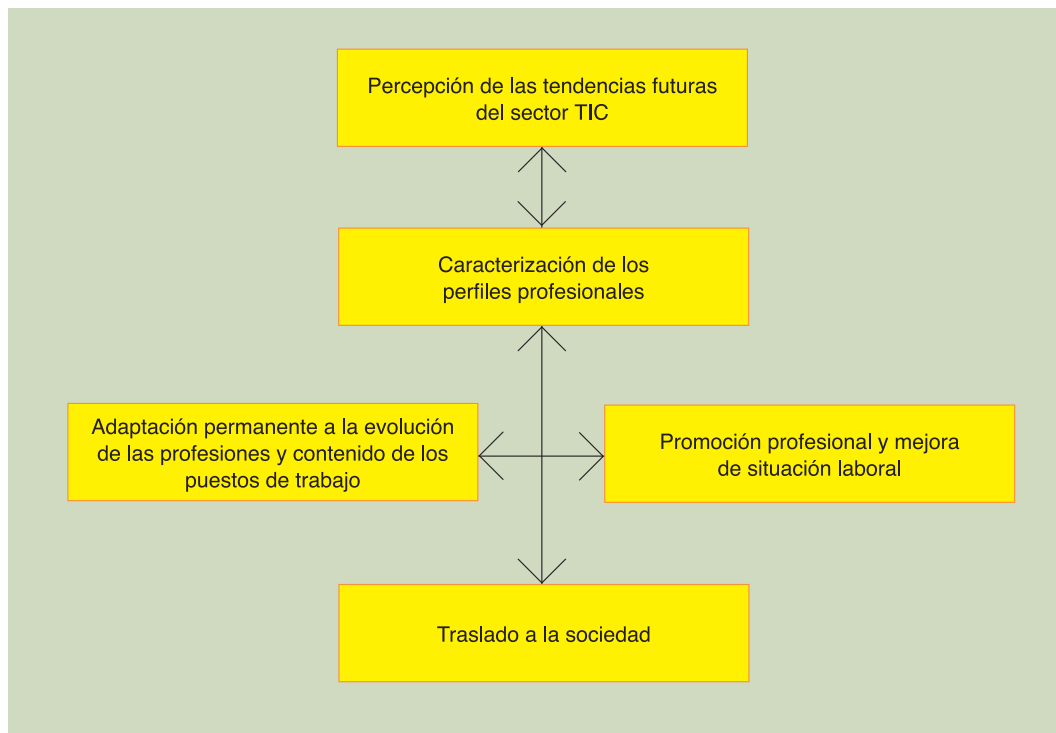 Percepción de las tendencias futuras
del sector TIC
Caracterización de los
perfiles profesionales
Adaptación permanente a la evolución
de las profesiones y contenido de los
puestos de trabajo
Promoción profesional y mejora
de situación laboral
Traslado a la sociedad